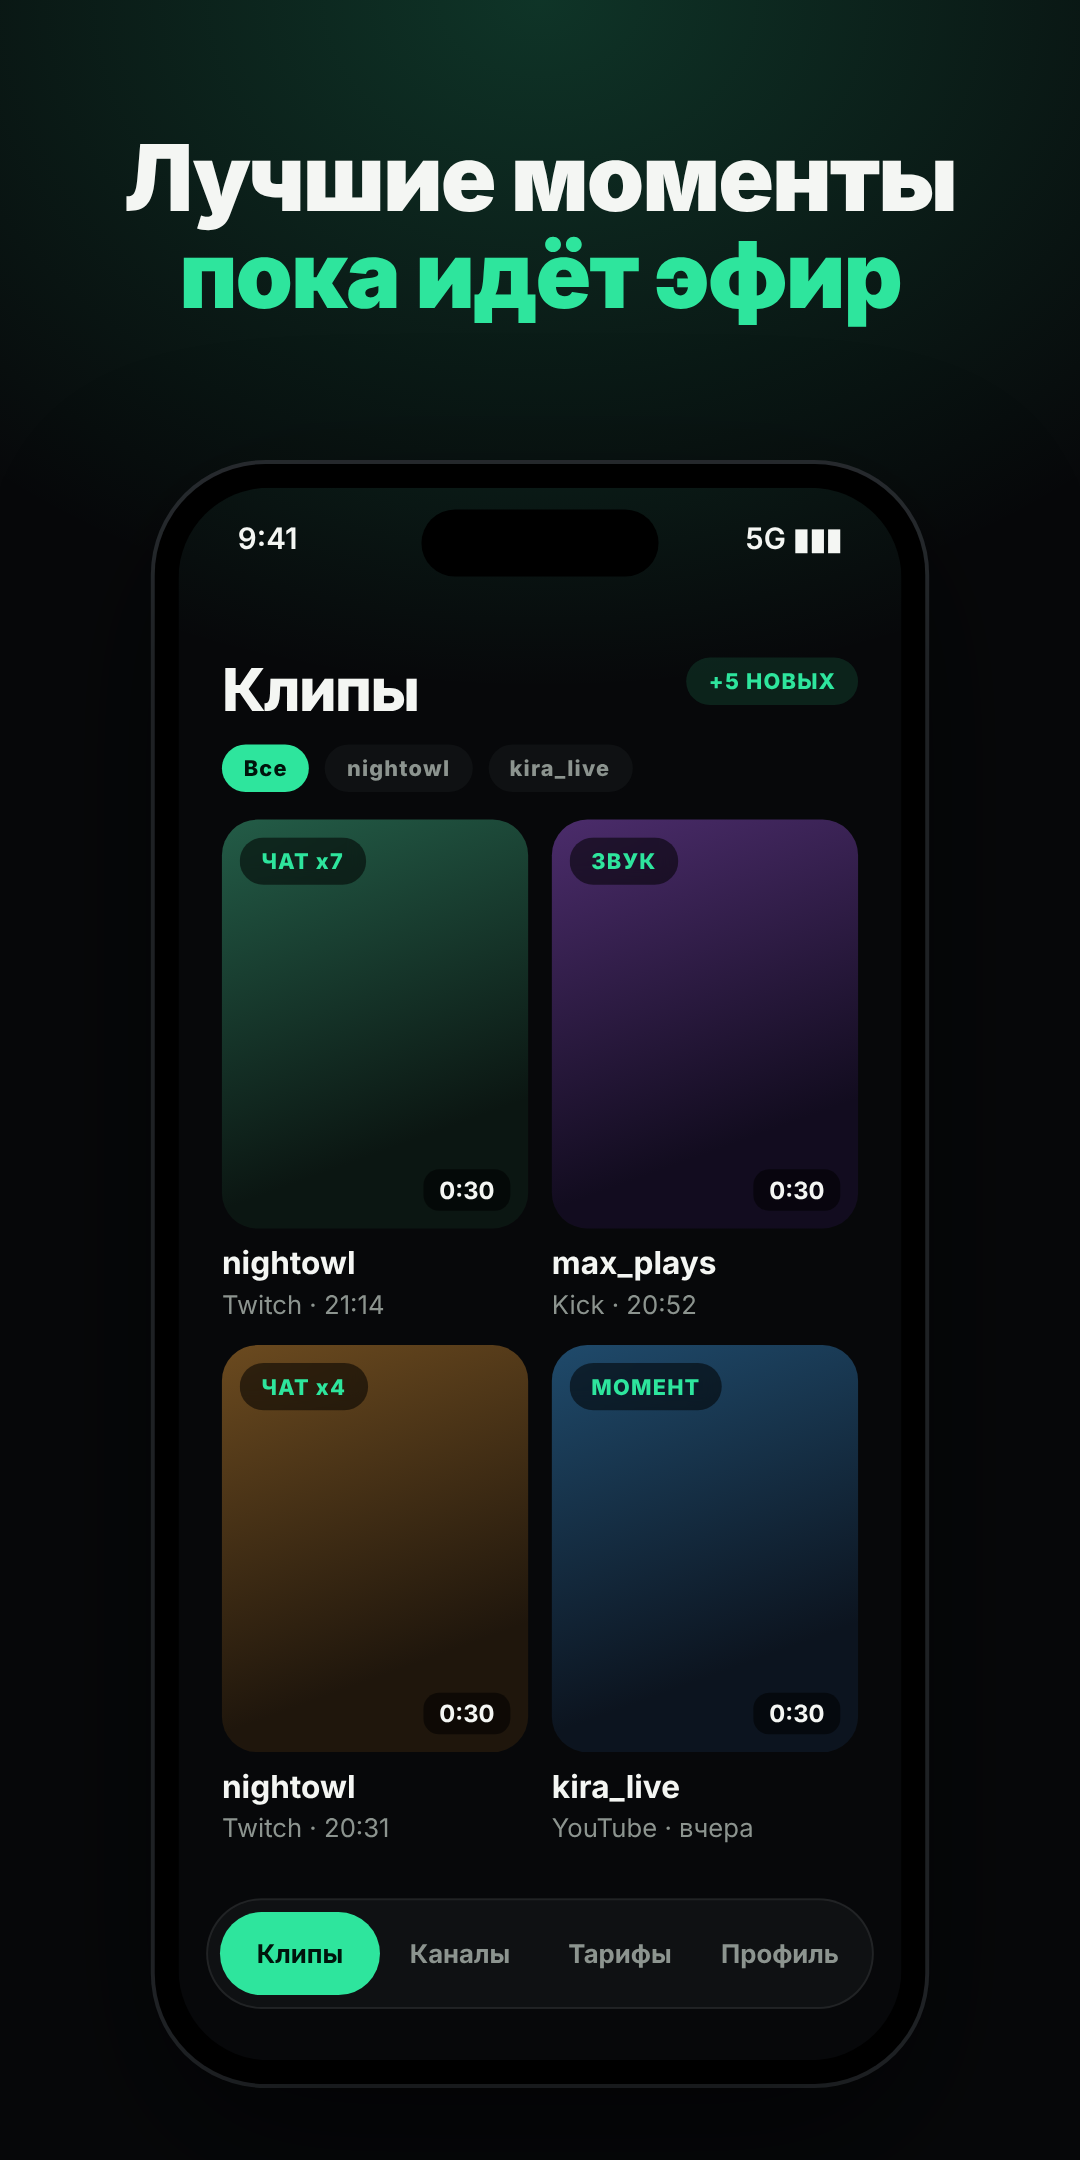 Лучшие моменты
пока идёт эфир
9:41
5G
Клипы
+5 НОВЫХ
Все
nightowl
kira_live
ЧАТ x7
ЗВУК
0:30
0:30
nightowl
max_plays
Twitch · 21:14
Kick · 20:52
ЧАТ x4
МОМЕНТ
0:30
0:30
nightowl
kira_live
Twitch · 20:31
YouTube · вчера
Клипы
Каналы
Тарифы
Профиль